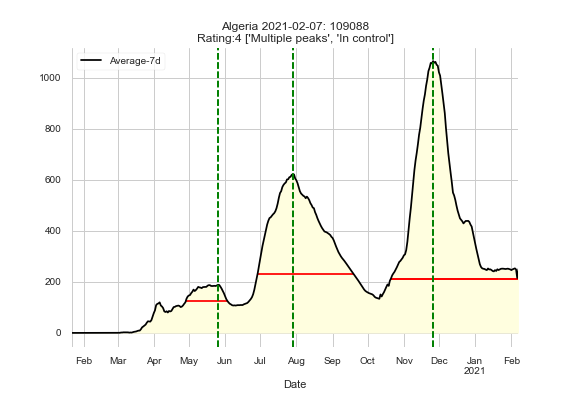 Algeria 2021-02-07: 109088
Rating:4 ['Multiple peaks', 'In control']
Average-7d
1000
800
600
400
200
0
Feb Mar Apr May Jun Jul Aug Sep Oct Nov Dec Jan Feb
2021
Date